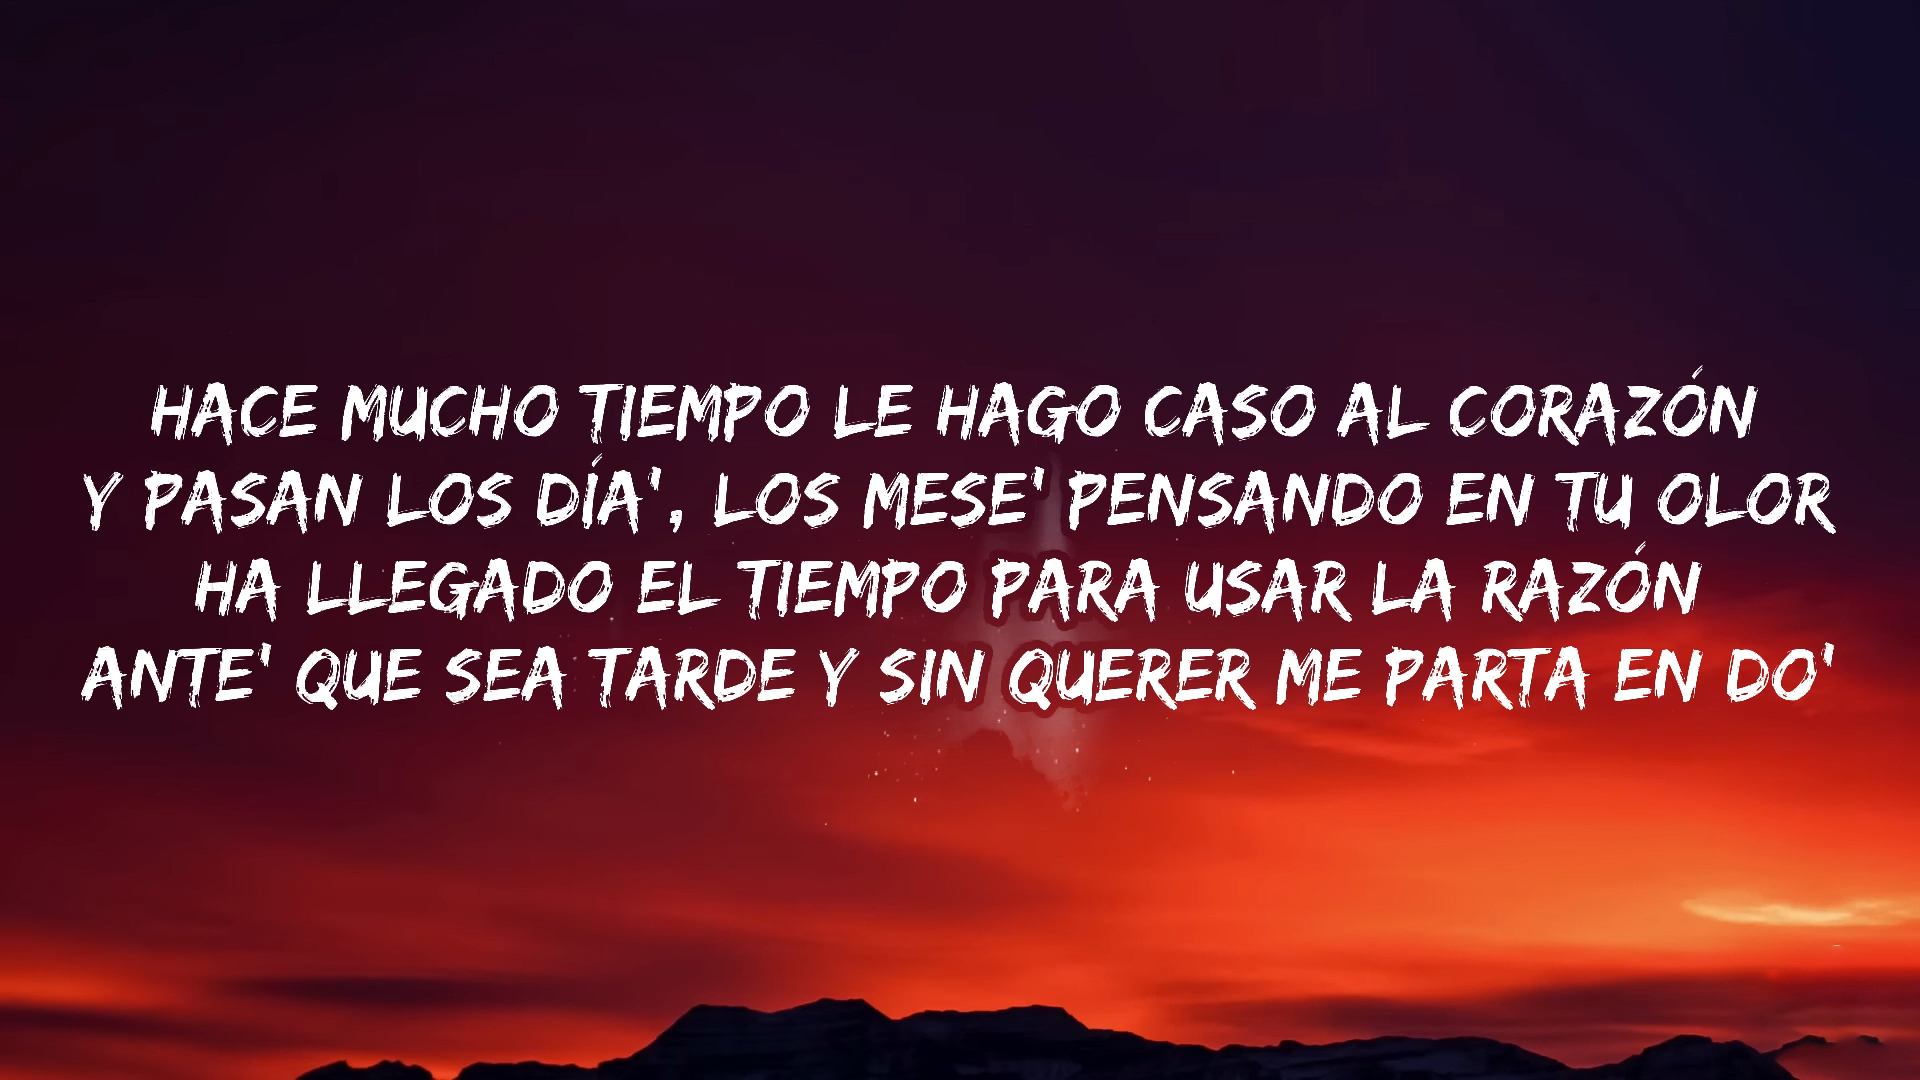 HACE MUCHO TIEMPO LE HAGO CASO AL CORAZÓN
Y PASAN LOS DÍA', LOS MESE' PENSANDO EN TU OLOR
HA LLEGADO EL TIEMPO PARA USAR LA RAZÓN
ANTE' QUE SEA TARDE Y SIN QUERER ME PARTA EN DO'